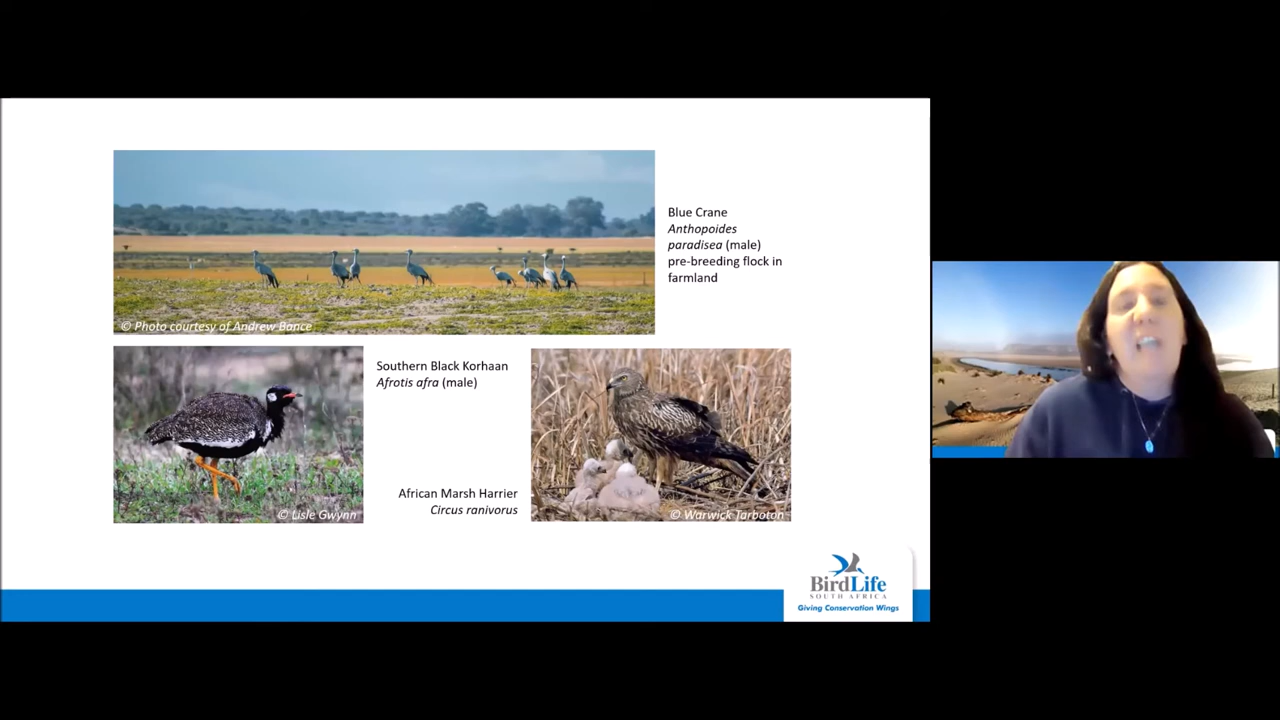 Blue Crane
Anthopoides
paradisea (male)
pre-breeding flock in
farmland
© Photo courtesy of Andrew Bance
Southern Black Korhaan
Afrotis afra (male)
African Marsh Harrier
Circus ranivorus
© Lisle Gwynn
© Warwick Tarboton
BirdLife
SOUTH AFRICA
Giving Conservation Wings